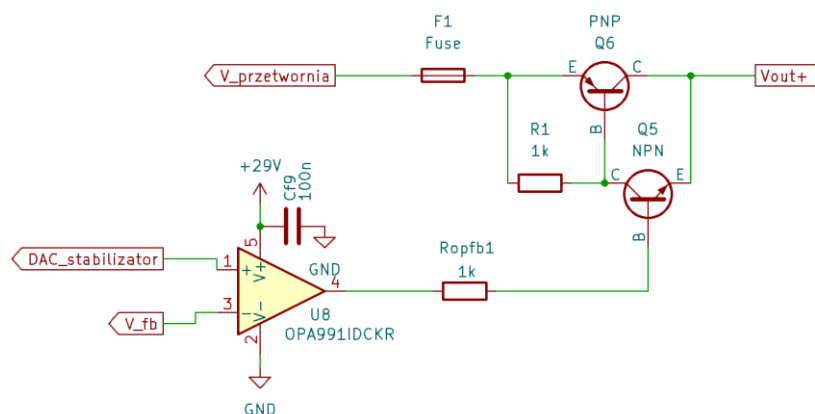 F1
Fuse
PNP
Q6
V_przetwornia
E
C
Vout+
B
R1
1k
Q5
NPN
C
E
B
+29V
Cf9
100n
GND
DAC_stabilizator
1
+
5
V+
4
Ropfb1
1k
V_fb
3
-
V-
2
U8
OPA991IDCKR
GND